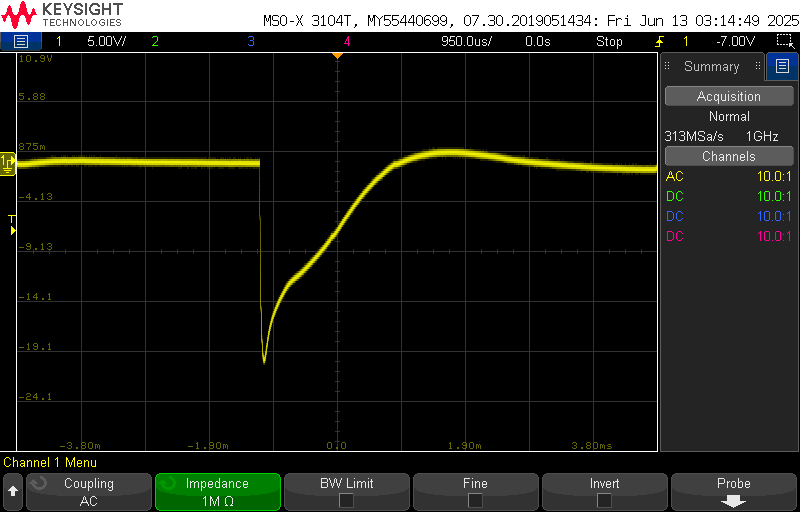 KEYSIGHT
TECHNOLOGIES
MSO-X 3104T, MY55440699, 07.30.2019051434: Fri Jun 13 03:14:49 2025
1 5.00V/ 2 3 4 950.0us/ 0.0s Stop 1 -7.00V
10.9V
5.88
875m
-4.13
-9.13
-14.1
-19.1
-24.1
1
T
-3.80m -1.90m 0.0 1.90m 3.80ms
Summary
Acquisition
Normal
313MSa/s 1GHz
Channels
AC 10.0:1
DC 10.0:1
DC 10.0:1
DC 10.0:1
Channel 1 Menu
Coupling
AC
Impedance
1M Ω
BW Limit
Fine
Invert
Probe